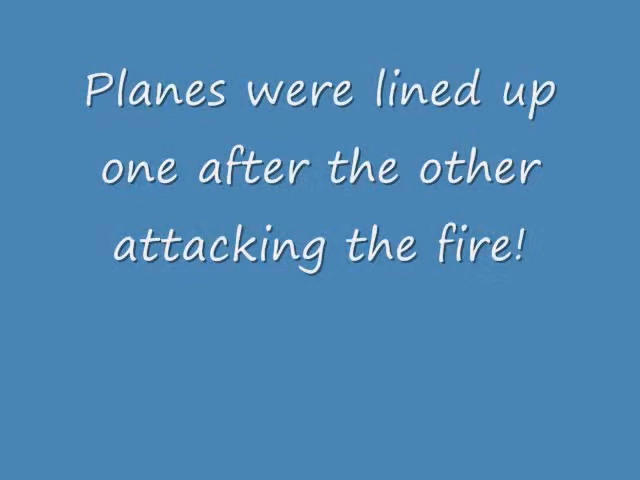 Planes were lined up
one after the other
attacking the fire!